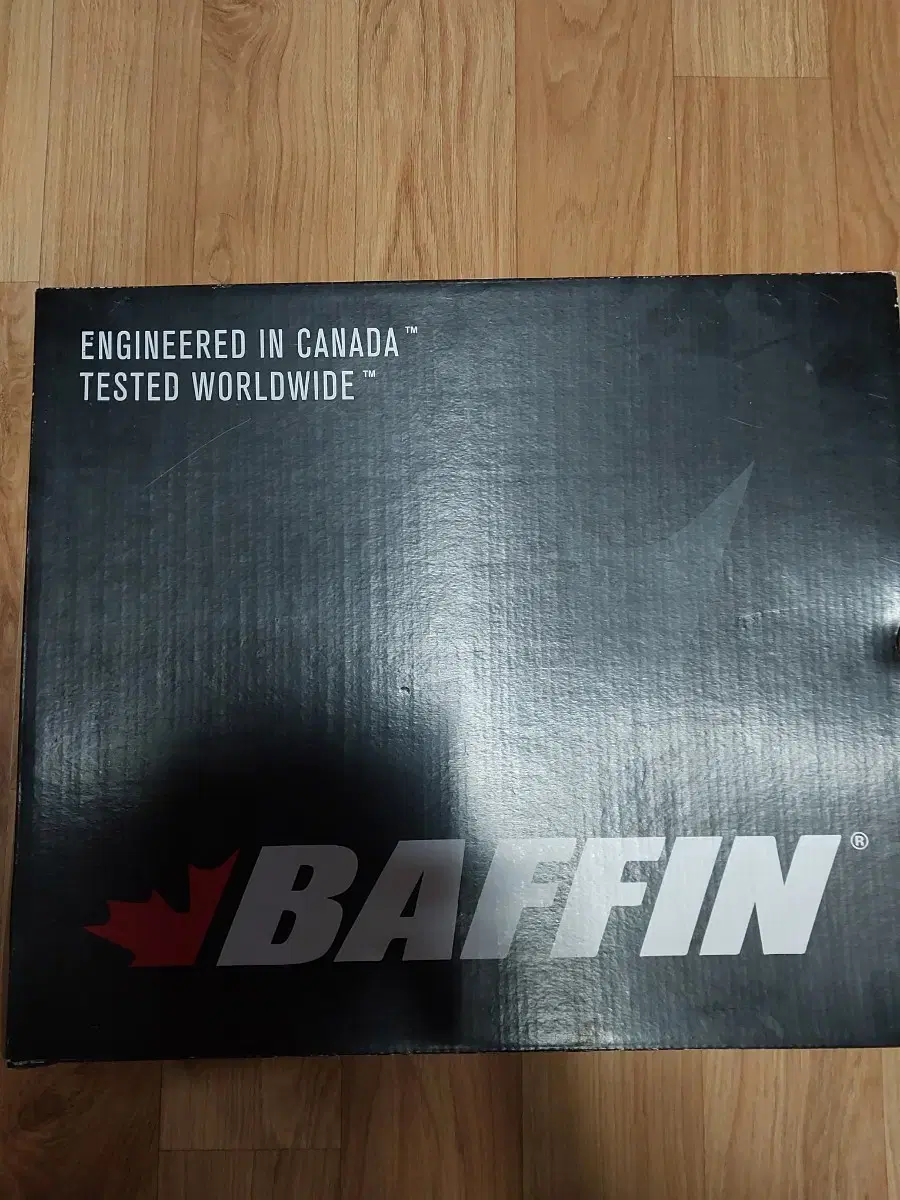 ENGINEERED IN CANADA™
TESTED WORLDWIDE™
BAFFIN®